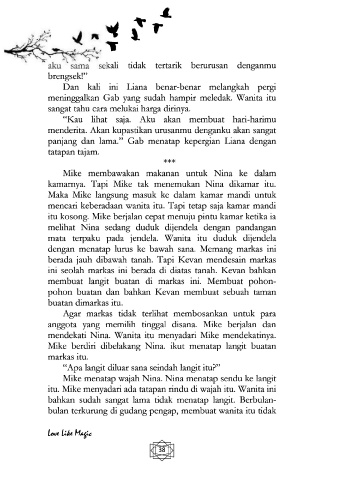 aku sama sekali tidak tertarik berurusan denganmu
brengsek!”
Dan kali ini Liana benar-benar melangkah pergi
meninggalkan Gab yang sudah hampir meledak. Wanita itu
sangat tahu cara melukai harga dirinya.
“Kau lihat saja. Aku akan membuat hari-harimu
menderita. Akan kupastikan urusanmu denganku akan sangat
panjang dan lama.” Gab menatap kepergian Liana dengan
tatapan tajam.
***
Mike membawakan makanan untuk Nina ke dalam
kamarnya. Tapi Mike tak menemukan Nina dikamar itu.
Maka Mike langsung masuk ke dalam kamar mandi untuk
mencari keberadaan wanita itu. Tapi tetap saja kamar mandi
itu kosong. Mike berjalan cepat menuju pintu kamar ketika ia
melihat Nina sedang duduk dijendela dengan pandangan
mata terpaku pada jendela. Wanita itu duduk dijendela
dengan menatap lurus ke bawah sana. Memang markas ini
berada jauh dibawah tanah. Tapi Kevan mendesain markas
ini seolah markas ini berada di diatas tanah. Kevan bahkan
membuat langit buatan di markas ini. Membuat pohon-
pohon buatan dan bahkan Kevan membuat sebuah taman
buatan dimarkas itu.
Agar markas tidak terlihat membosankan untuk para
anggota yang memilih tinggal disana. Mike berjalan dan
mendekati Nina. Wanita itu menyadari Mike mendekatinya.
Mike berdiri dibelakang Nina. ikut menatap langit buatan
markas itu.
“Apa langit diluar sana seindah langit itu?”
Mike menatap wajah Nina. Nina menatap sendu ke langit
itu. Mike menyadari ada tatapan rindu di wajah itu. Wanita ini
bahkan sudah sangat lama tidak menatap langit. Berbulan-
bulan terkurung di gudang pengap, membuat wanita itu tidak
Love Like Magic
38